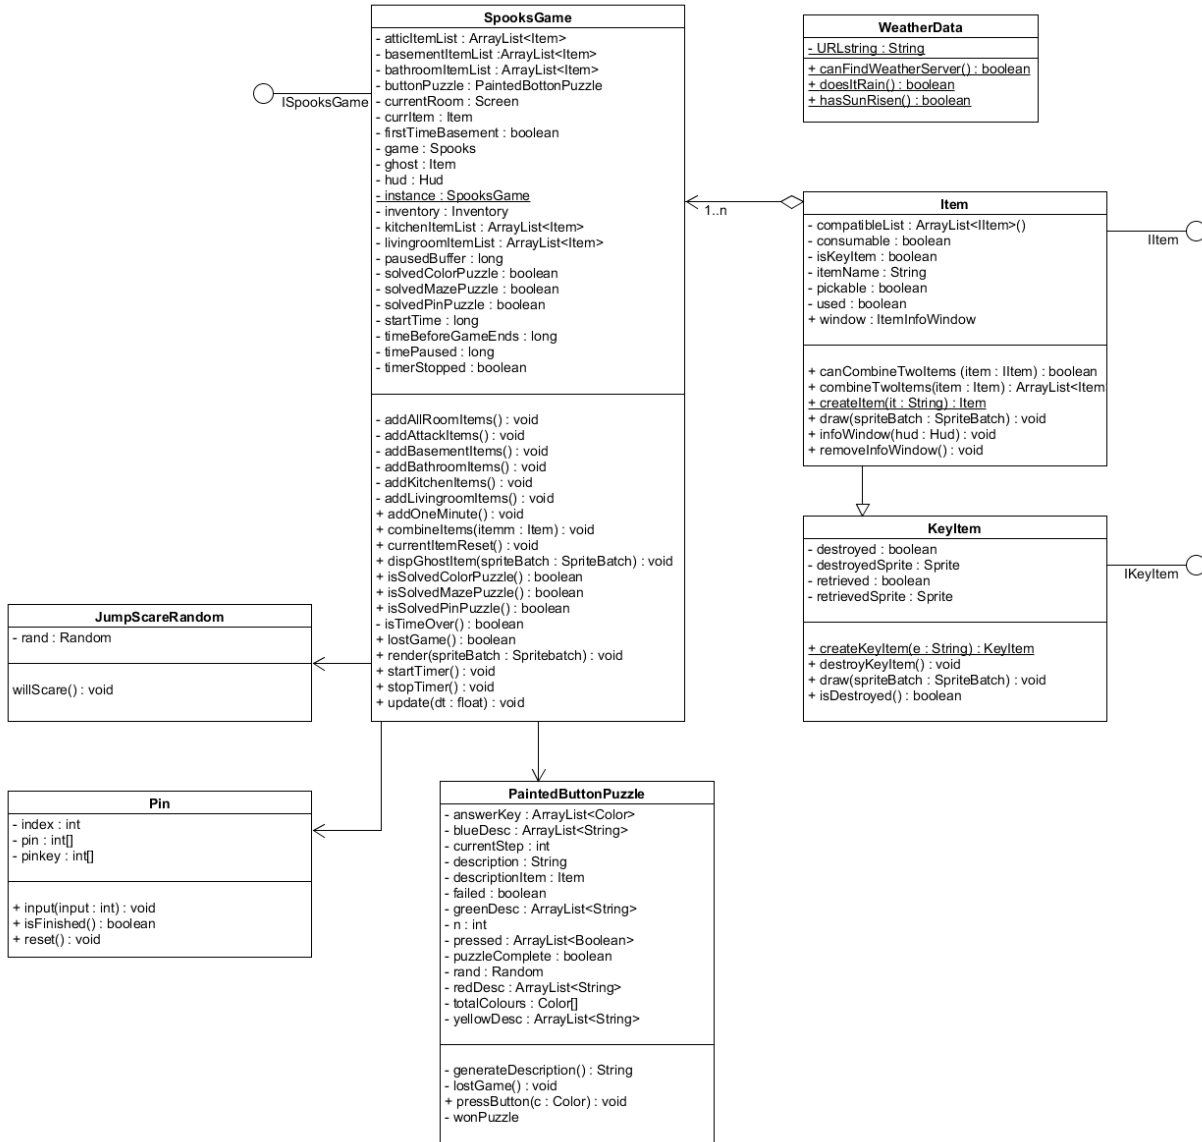 SpooksGame
- atticItemList : ArrayList<Item>
- basementItemList :ArrayList<Item>
- bathroomItemList : ArrayList<Item>
- buttonPuzzle : PaintedBottonPuzzle
- currentRoom : Screen
- currItem : Item
- firstTimeBasement : boolean
- game : Spooks
- ghost : Item
- hud : Hud
- instance : SpooksGame
- inventory : Inventory
- kitchenItemList : ArrayList<Item>
- livingroomItemList : ArrayList<Item>
- pausedBuffer : long
- solvedColorPuzzle : boolean
- solvedMazePuzzle : boolean
- solvedPinPuzzle : boolean
- startTime : long
- timeBeforeGameEnds : long
- timePaused : long
- timerStopped : boolean
- addAllRoomItems() : void
- addAttackItems() : void
- addBasementItems() : void
- addBathroomItems() : void
- addKitchenItems() : void
- addLivingroomItems() : void
+ addOneMinute() : void
+ combineItems(itemm : Item) : void
+ currentItemReset() : void
+ dispGhostItem(spriteBatch : SpriteBatch) : void
+ isSolvedColorPuzzle() : boolean
+ isSolvedMazePuzzle() : boolean
+ isSolvedPinPuzzle() : boolean
- isTimeOver() : boolean
+ lostGame() : boolean
+ render(spriteBatch : Spritebatch) : void
+ startTimer() : void
+ stopTimer() : void
+ update(dt : float) : void
ISpooksGame
WeatherData
- URLstring : String
+ canFindWeatherServer() : boolean
+ doesItRain() : boolean
+ hasSunRisen() : boolean
1..n
Item
- compatibleList : ArrayList<IItem>()
- consumable : boolean
- isKeyItem : boolean
- itemName : String
- pickable : boolean
- used : boolean
+ window : ItemInfoWindow
+ canCombineTwoItems (item : IItem) : boolean
+ combineTwoItems(item : Item) : ArrayList<Item
+ createItem(it : String) : Item
+ draw(spriteBatch : SpriteBatch) : void
+ infoWindow(hud : Hud) : void
+ removeInfoWindow() : void
IItem
KeyItem
- destroyed : boolean
- destroyedSprite : Sprite
- retrieved : boolean
- retrievedSprite : Sprite
+ createKeyItem(e : String) : KeyItem
+ destroyKeyItem() : void
+ draw(spriteBatch : SpriteBatch) : void
+ isDestroyed() : boolean
IKeyItem
JumpScareRandom
- rand : Random
willScare() : void
Pin
- index : int
- pin : int[]
- pinkey : int[]
+ input(input : int) : void
+ isFinished() : boolean
+ reset() : void
PaintedButtonPuzzle
- answerKey : ArrayList<Color>
- blueDesc : ArrayList<String>
- currentStep : int
- description : String
- descriptionItem : Item
- failed : boolean
- greenDesc : ArrayList<String>
- n : int
- pressed : ArrayList<Boolean>
- puzzleComplete : boolean
- rand : Random
- redDesc : ArrayList<String>
- totalColours : Color[]
- yellowDesc : ArrayList<String>
- generateDescription() : String
- lostGame() : void
+ pressButton(c : Color) : void
- wonPuzzle